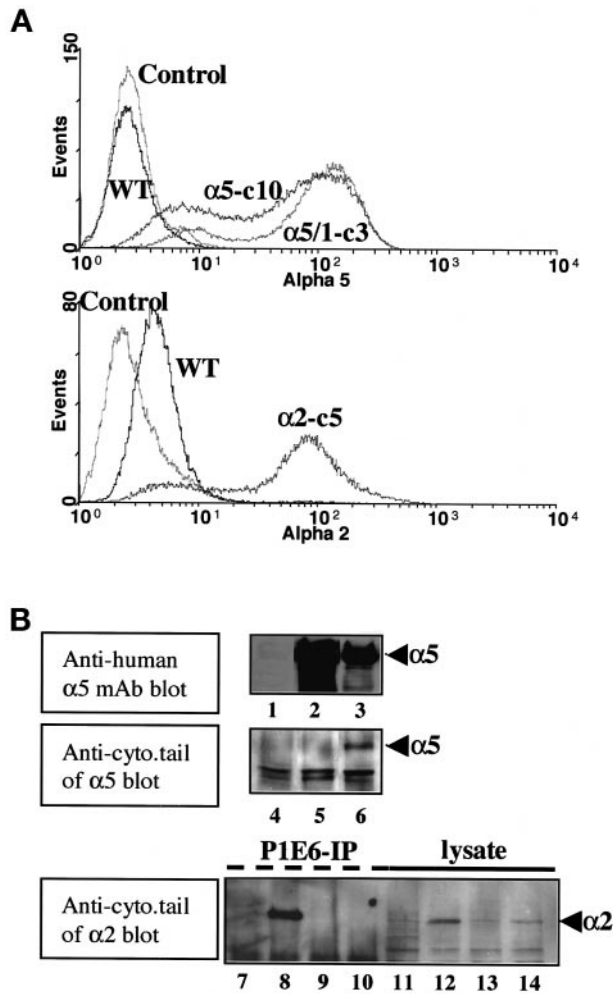 A
150
Control
Events
WT
α5-c10
α5/1-c3
0
10⁰ 10¹ 10² 10³ 10⁴
Alpha 5
80
Control
Events
WT
α2-c5
0
10⁰ 10¹ 10² 10³ 10⁴
Alpha 2
B
Anti-human
α5 mAb blot
α5
1 2 3
Anti-cyto.tail
of α5 blot
α5
4 5 6
P1E6-IP lysate
Anti-cyto.tail
of α2 blot
α2
7 8 9 10 11 12 13 14